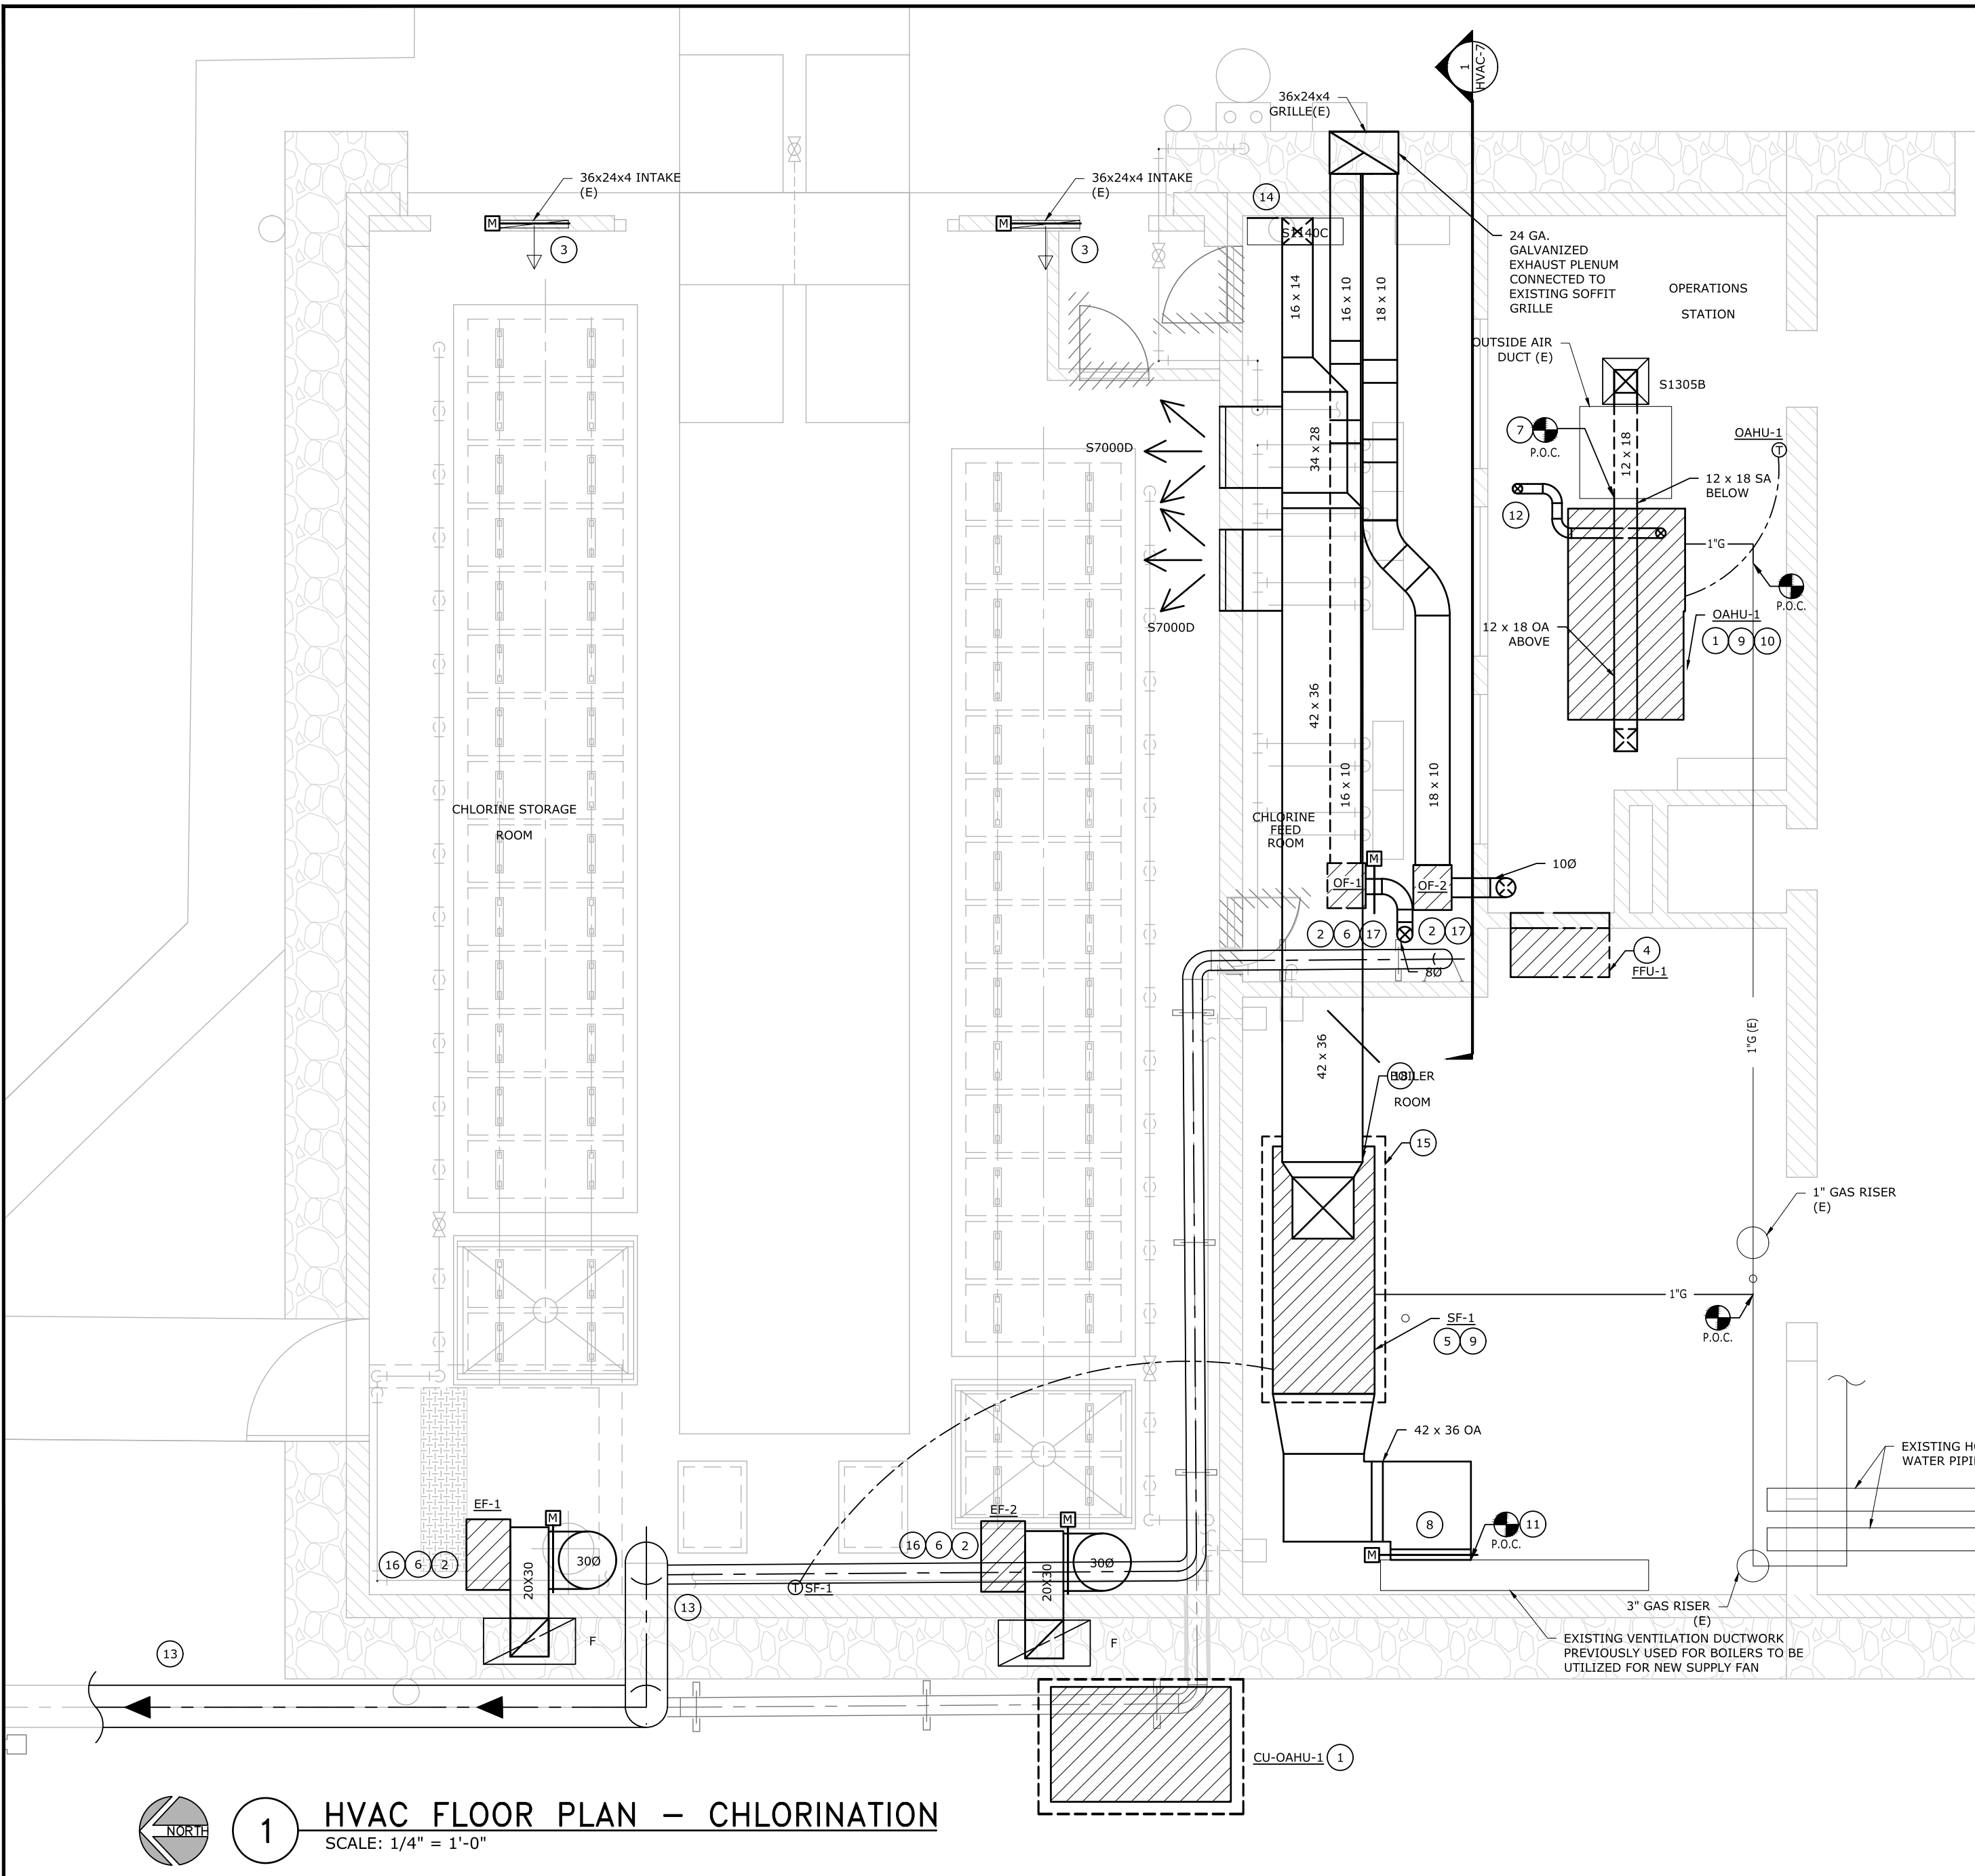 1
HVAC-7
36x24x4
GRILLE(E)
36x24x4 INTAKE
(E)
36x24x4 INTAKE
(E)
14
M
M
3
3
S1140C
24 GA.
GALVANIZED
EXHAUST PLENUM
CONNECTED TO
EXISTING SOFFIT
GRILLE
OPERATIONS
STATION
16 x 14
16 x 10
18 x 10
OUTSIDE AIR
DUCT (E)
S1305B
7
P.O.C.
OAHU-1
T
12 x 18
S7000D
34 x 28
12 x 18 SA
BELOW
12
1"G
P.O.C.
S7000D
12 x 18 OA
ABOVE
OAHU-1
1
9
10
42 x 36
16 x 10
18 x 10
CHLORINE STORAGE
ROOM
CHLORINE
FEED
ROOM
M
10Ø
OF-1
OF-2
2
6
17
2
17
4
FFU-1
8Ø
42 x 36
1"G (E)
18
BOILER
ROOM
15
1" GAS RISER
(E)
1"G
SF-1
5
9
P.O.C.
42 x 36 OA
EXISTING H
WATER PIPI
EF-1
M
EF-2
M
8
11
P.O.C.
M
16
6
2
30Ø
16
6
2
30Ø
20X30
20X30
T
SF-1
13
3" GAS RISER
(E)
F
F
EXISTING VENTILATION DUCTWORK
PREVIOUSLY USED FOR BOILERS TO BE
UTILIZED FOR NEW SUPPLY FAN
13
CU-OAHU-1
1
NORTH
1
HVAC FLOOR PLAN – CHLORINATION
SCALE: 1/4" = 1'-0"